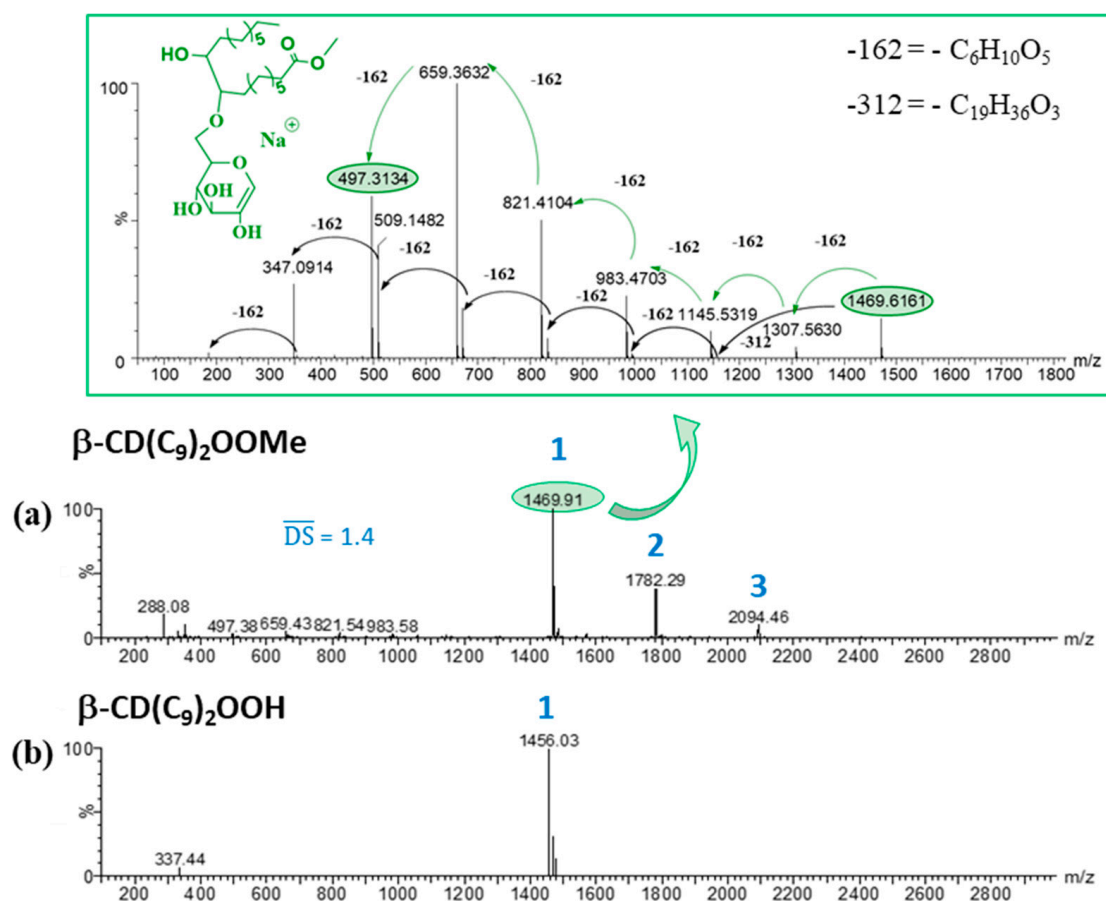 -162 = - C₆H₁₀O₅
-312 = - C₁₉H₃₆O₃
HO
5
O
O
5
O
Na⊕
O
OH
HO
OH
100
%
0
659.3632
497.3134
509.1482
347.0914
821.4104
983.4703
1145.5319
1307.5630
1469.6161
-162
-162
-162
-162
-162
-162
-162
-162
-162
-162
-162
-162
-312
50 100 200 300 400 500 600 700 800 900 1000 1100 1200 1300 1400 1500 1600 1700 1800 m/z
β-CD(C₉)₂OOMe
(a)
100
%
0
D̅S̅ = 1.4
1
1469.91
2
1782.29
3
2094.46
288.08
497.38 659.43 821.54 983.58
200 400 600 800 1000 1200 1400 1600 1800 2000 2200 2400 2600 2800 m/z
β-CD(C₉)₂OOH
(b)
100
%
0
1
1456.03
337.44
200 400 600 800 1000 1200 1400 1600 1800 2000 2200 2400 2600 2800 m/z